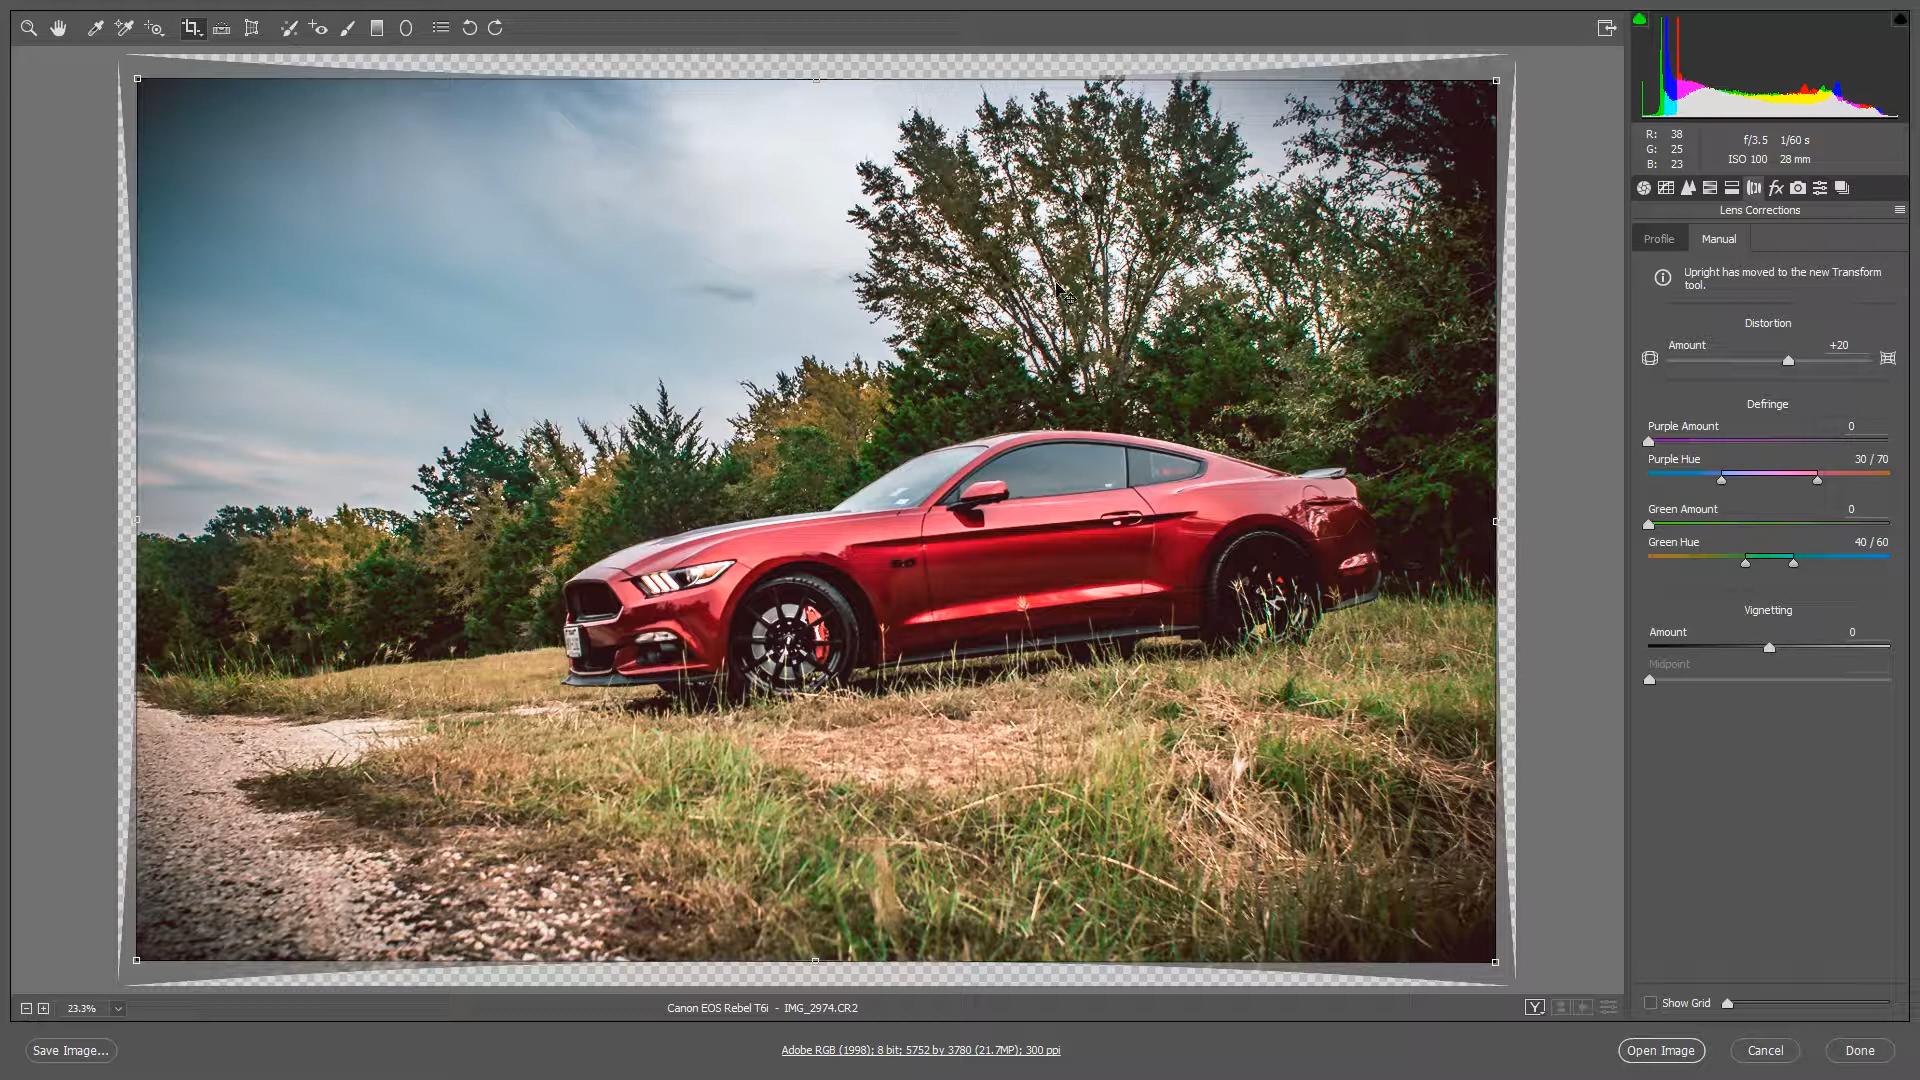 R: 38
G: 25
B: 23
f/3.5 1/60 s
ISO 100 28 mm
Lens Corrections
Profile Manual
Upright has moved to the new Transform
tool.
Distortion
Amount +20
Defringe
Purple Amount 0
Purple Hue 30 / 70
Green Amount 0
Green Hue 40 / 60
Vignetting
Amount 0
Midpoint
Show Grid
23.3%
Canon EOS Rebel T6i - IMG_2974.CR2
Y
Save Image...
Adobe RGB (1998); 8 bit; 5752 by 3780 (21.7MP); 300 ppi
Open Image Cancel Done